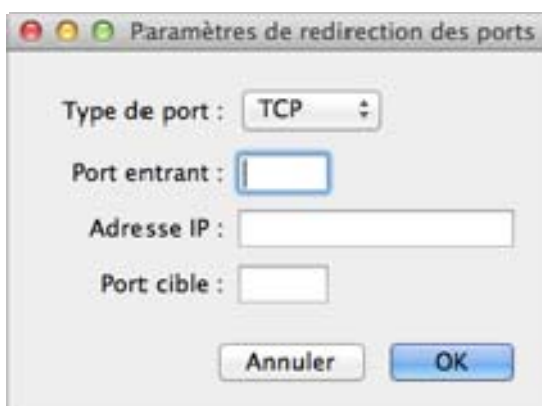 Paramètres de redirection des ports
Type de port : TCP
Port entrant :
Adresse IP :
Port cible :
Annuler OK